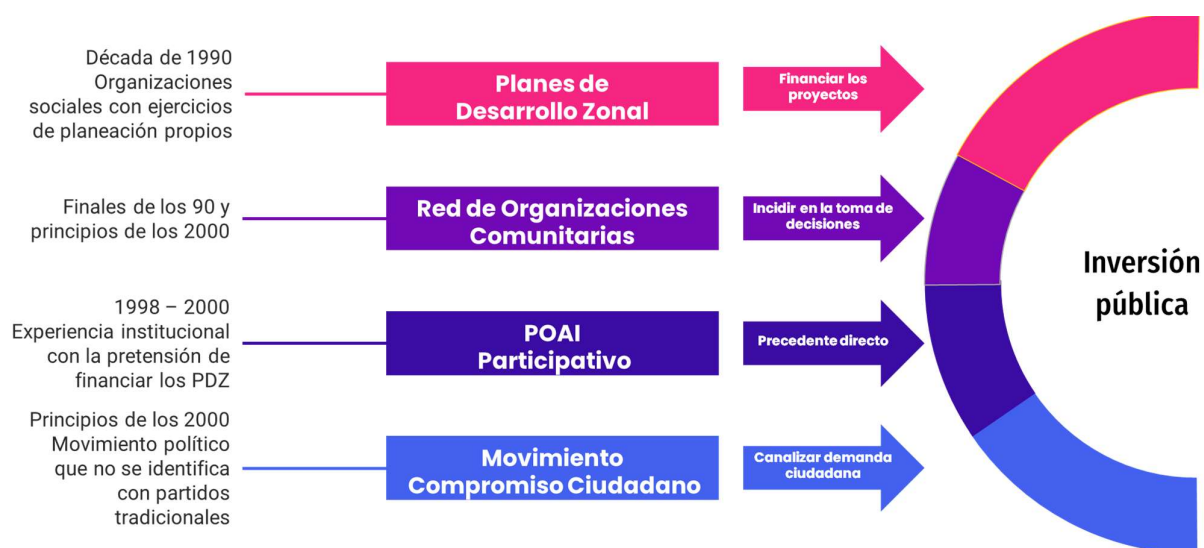 Década de 1990
Organizaciones
sociales con ejercicios
de planeación propios
Planes de
Desarrollo Zonal
Financiar los
proyectos
Finales de los 90 y
principios de los 2000
Red de Organizaciones
Comunitarias
Incidir en la toma de
decisiones
1998 – 2000
Experiencia institucional
con la pretensión de
financiar los PDZ
POAI
Participativo
Precedente directo
Principios de los 2000
Movimiento político
que no se identifica
con partidos
tradicionales
Movimiento
Compromiso Ciudadano
Canalizar demanda
ciudadana
Inversión
pública